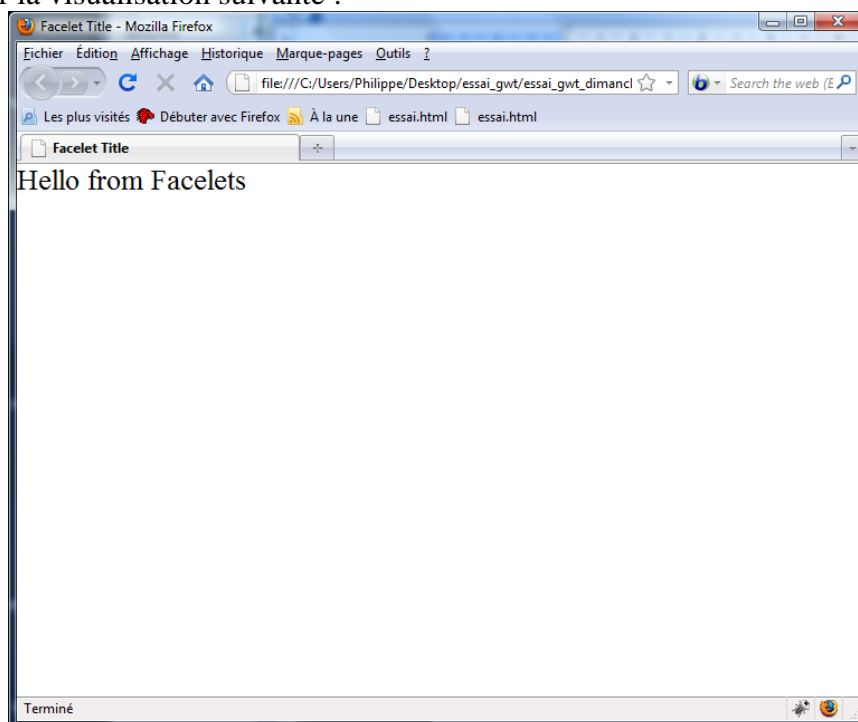 la visualisation suivante :
Facelet Title - Mozilla Firefox
Fichier Édition Affichage Historique Marque-pages Outils ?
file:///C:/Users/Philippe/Desktop/essai_gwt/essai_gwt_dimancl
Search the web (E
Les plus visités Débuter avec Firefox À la une essai.html essai.html
Facelet Title
Hello from Facelets
Terminé